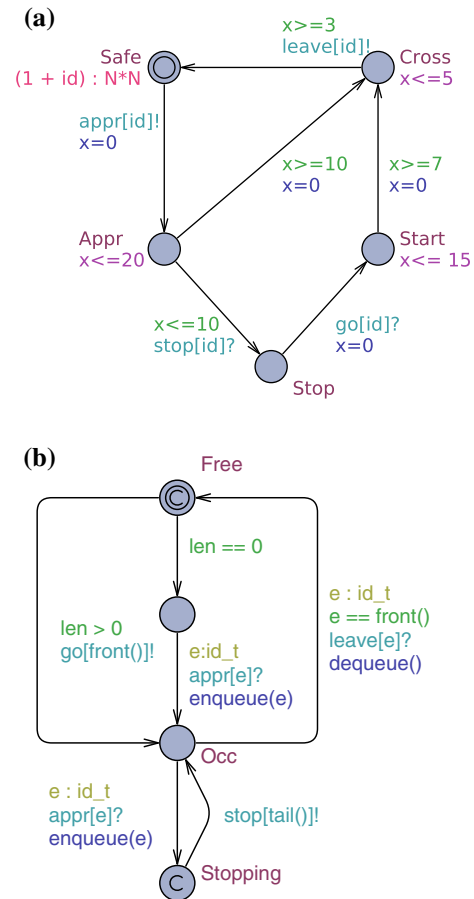 (a)
x>=3
leave[id]!
Safe
(1 + id) : N*N
Cross
x<=5
appr[id]!
x=0
x>=10
x=0
x>=7
x=0
Appr
x<=20
Start
x<= 15
x<=10
stop[id]?
go[id]?
x=0
Stop
(b)
Free
C
len == 0
len > 0
go[front()]!
e:id_t
appr[e]?
enqueue(e)
e : id_t
e == front()
leave[e]?
dequeue()
Occ
e : id_t
appr[e]?
enqueue(e)
stop[tail()]!
Stopping
C